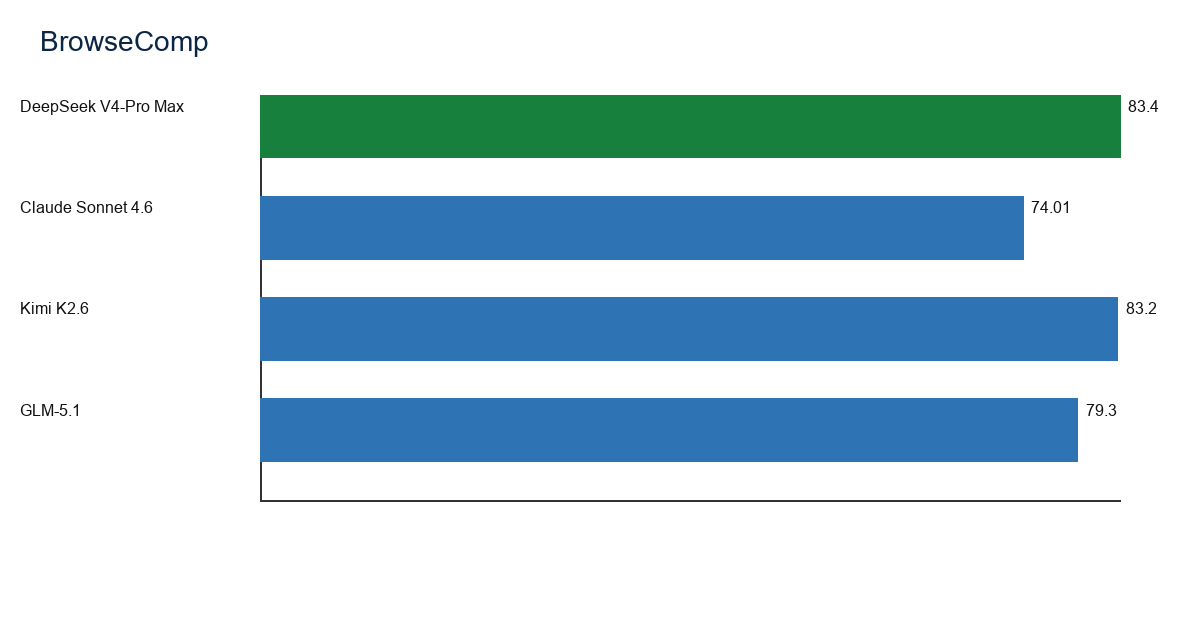 BrowseComp
DeepSeek V4-Pro Max 83.4
Claude Sonnet 4.6 74.01
Kimi K2.6 83.2
GLM-5.1 79.3